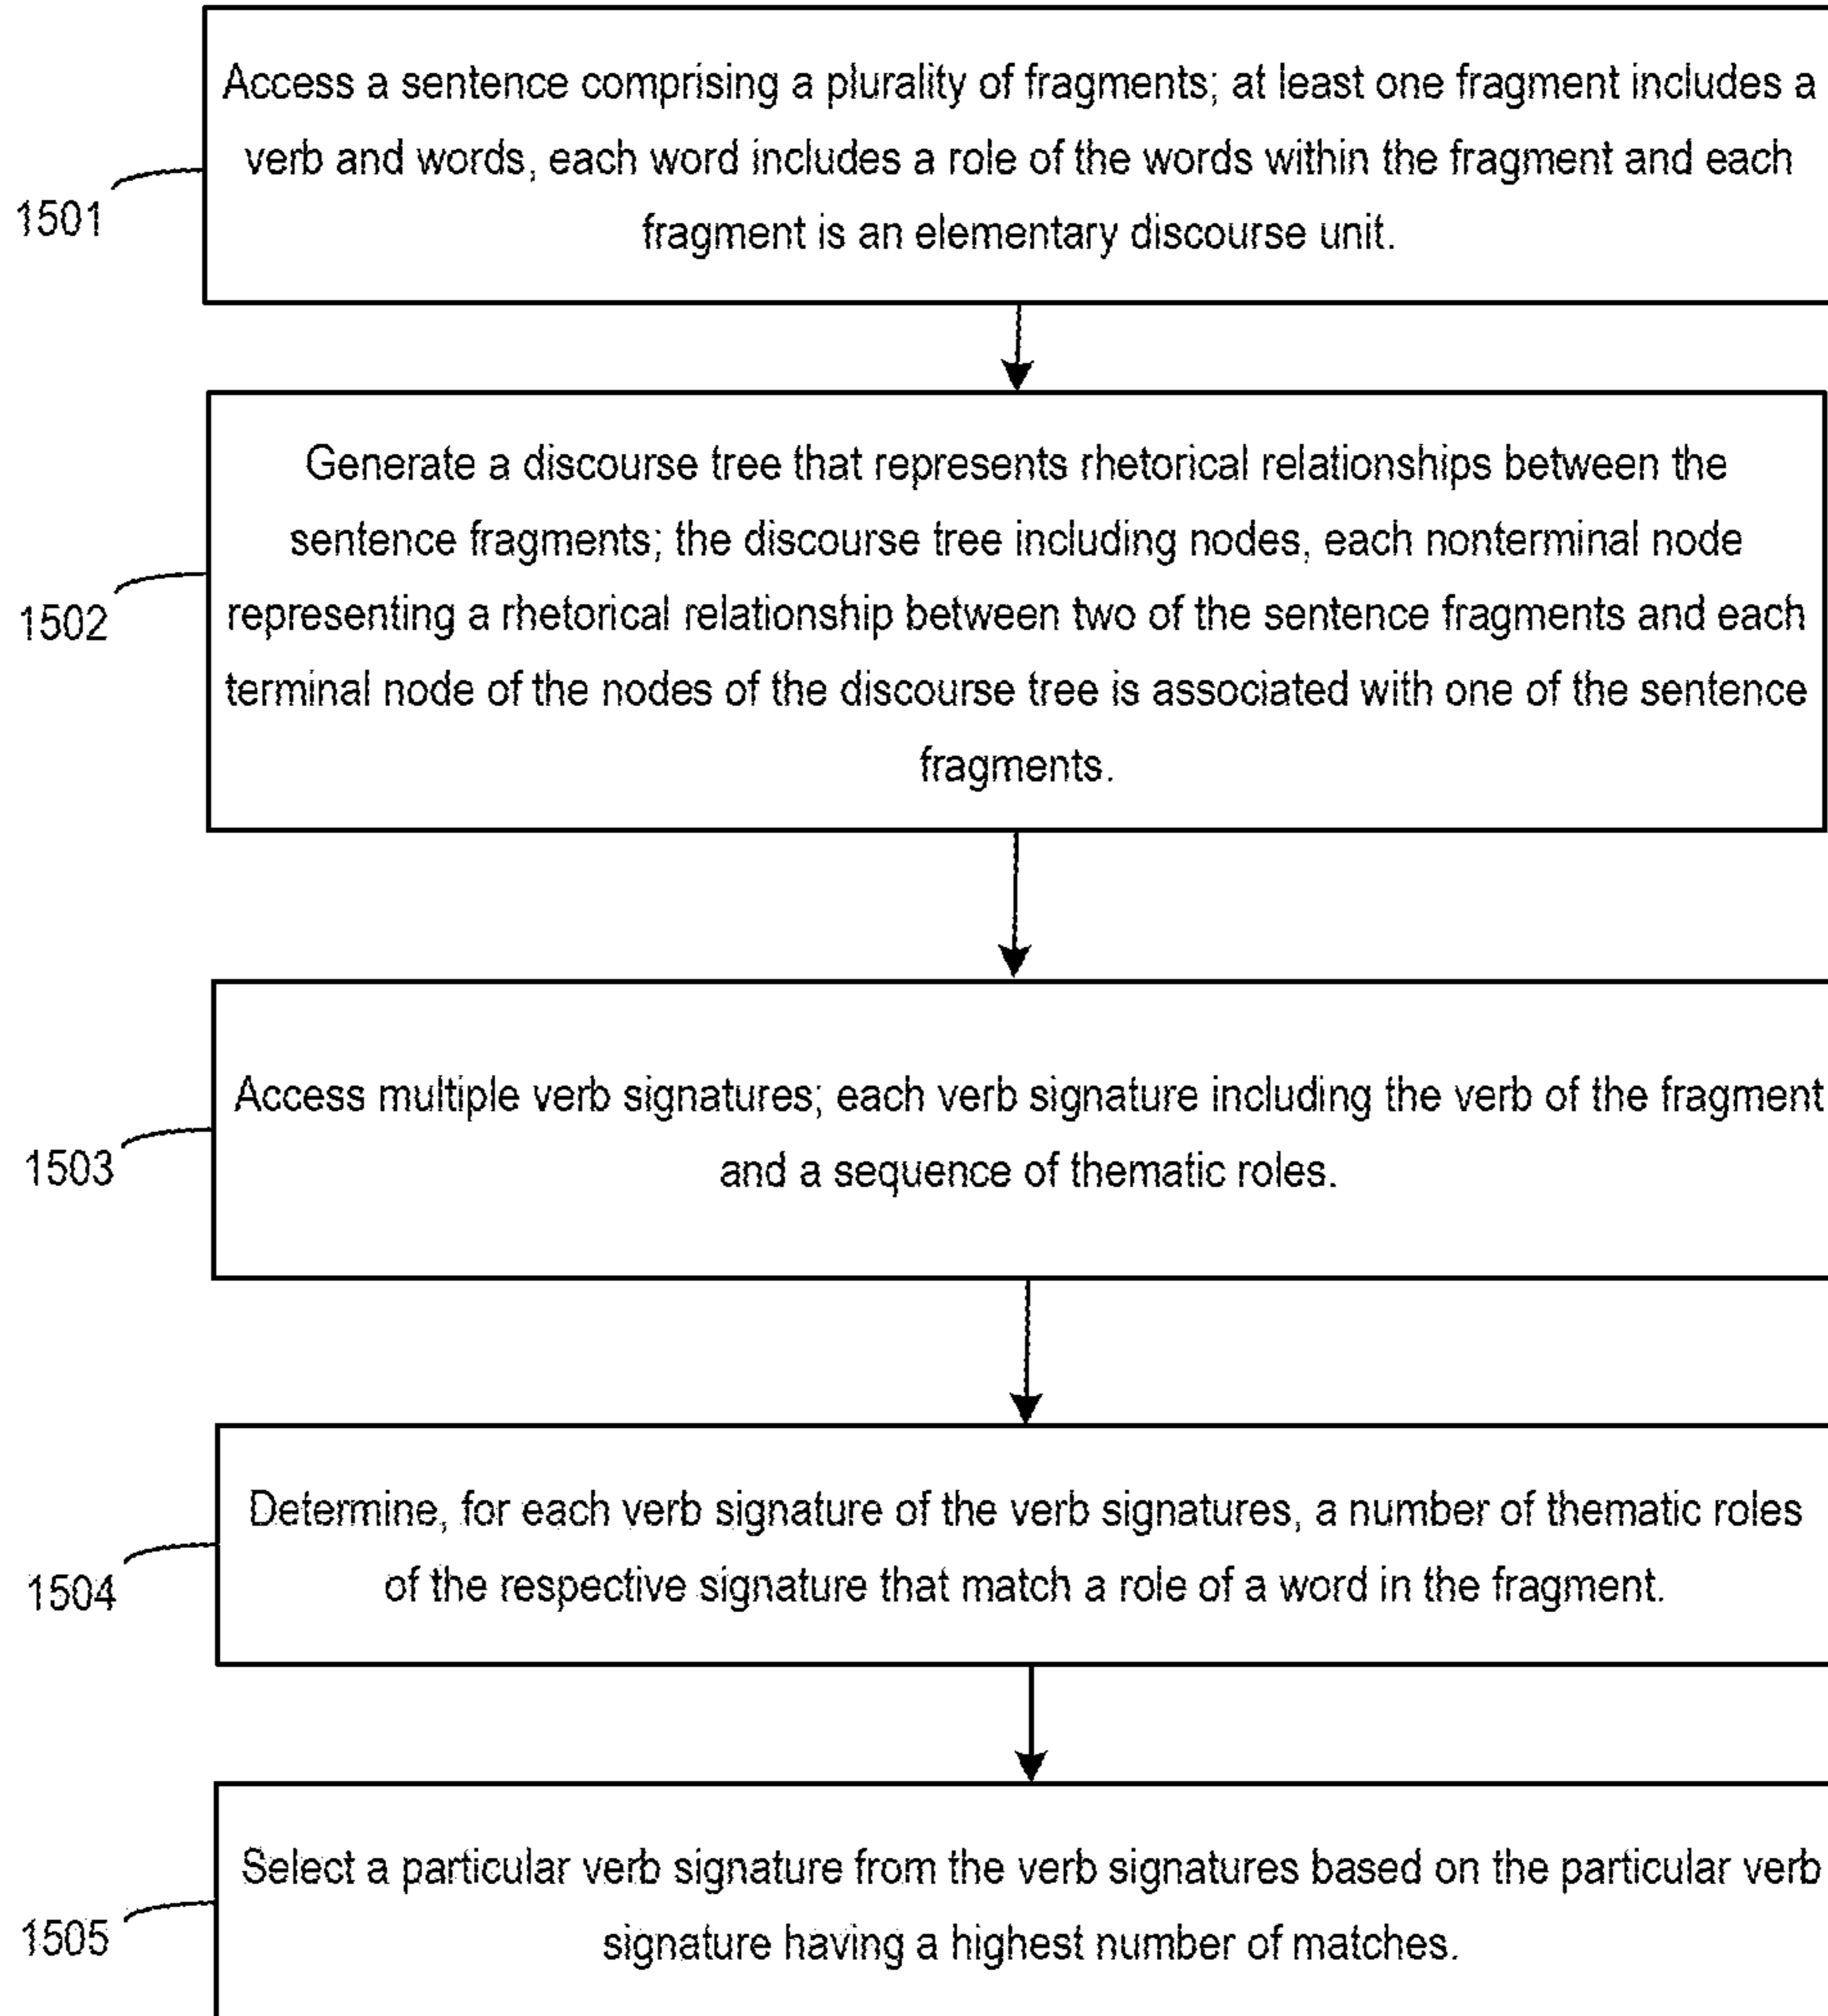 Access a sentence comprising a plurality of fragments; at least one fragment includes a
verb and words, each word includes a role of the words within the fragment and each
fragment is an elementary discourse unit.
1501
Generate a discourse tree that represents rhetorical relationships between the
sentence fragments; the discourse tree including nodes, each nonterminal node
representing a rhetorical relationship between two of the sentence fragments and each
terminal node of the nodes of the discourse tree is associated with one of the sentence
fragments.
1502
Access multiple verb signatures; each verb signature including the verb of the fragment
and a sequence of thematic roles.
1503
Determine, for each verb signature of the verb signatures, a number of thematic roles
of the respective signature that match a role of a word in the fragment.
1504
Select a particular verb signature from the verb signatures based on the particular verb
signature having a highest number of matches.
1505